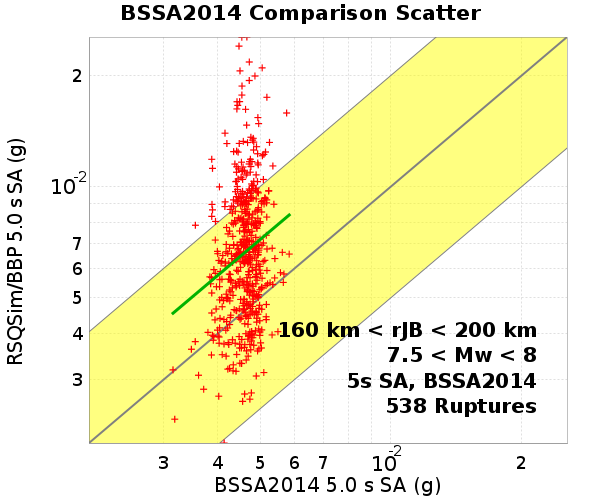 BSSA2014 Comparison Scatter
RSQSim/BBP 5.0 s SA (g)
2
10-2
7
6
5
4
3
160 km < rJB < 200 km
7.5 < Mw < 8
5s SA, BSSA2014
538 Ruptures
3 4 5 6 7 10-2 2
BSSA2014 5.0 s SA (g)